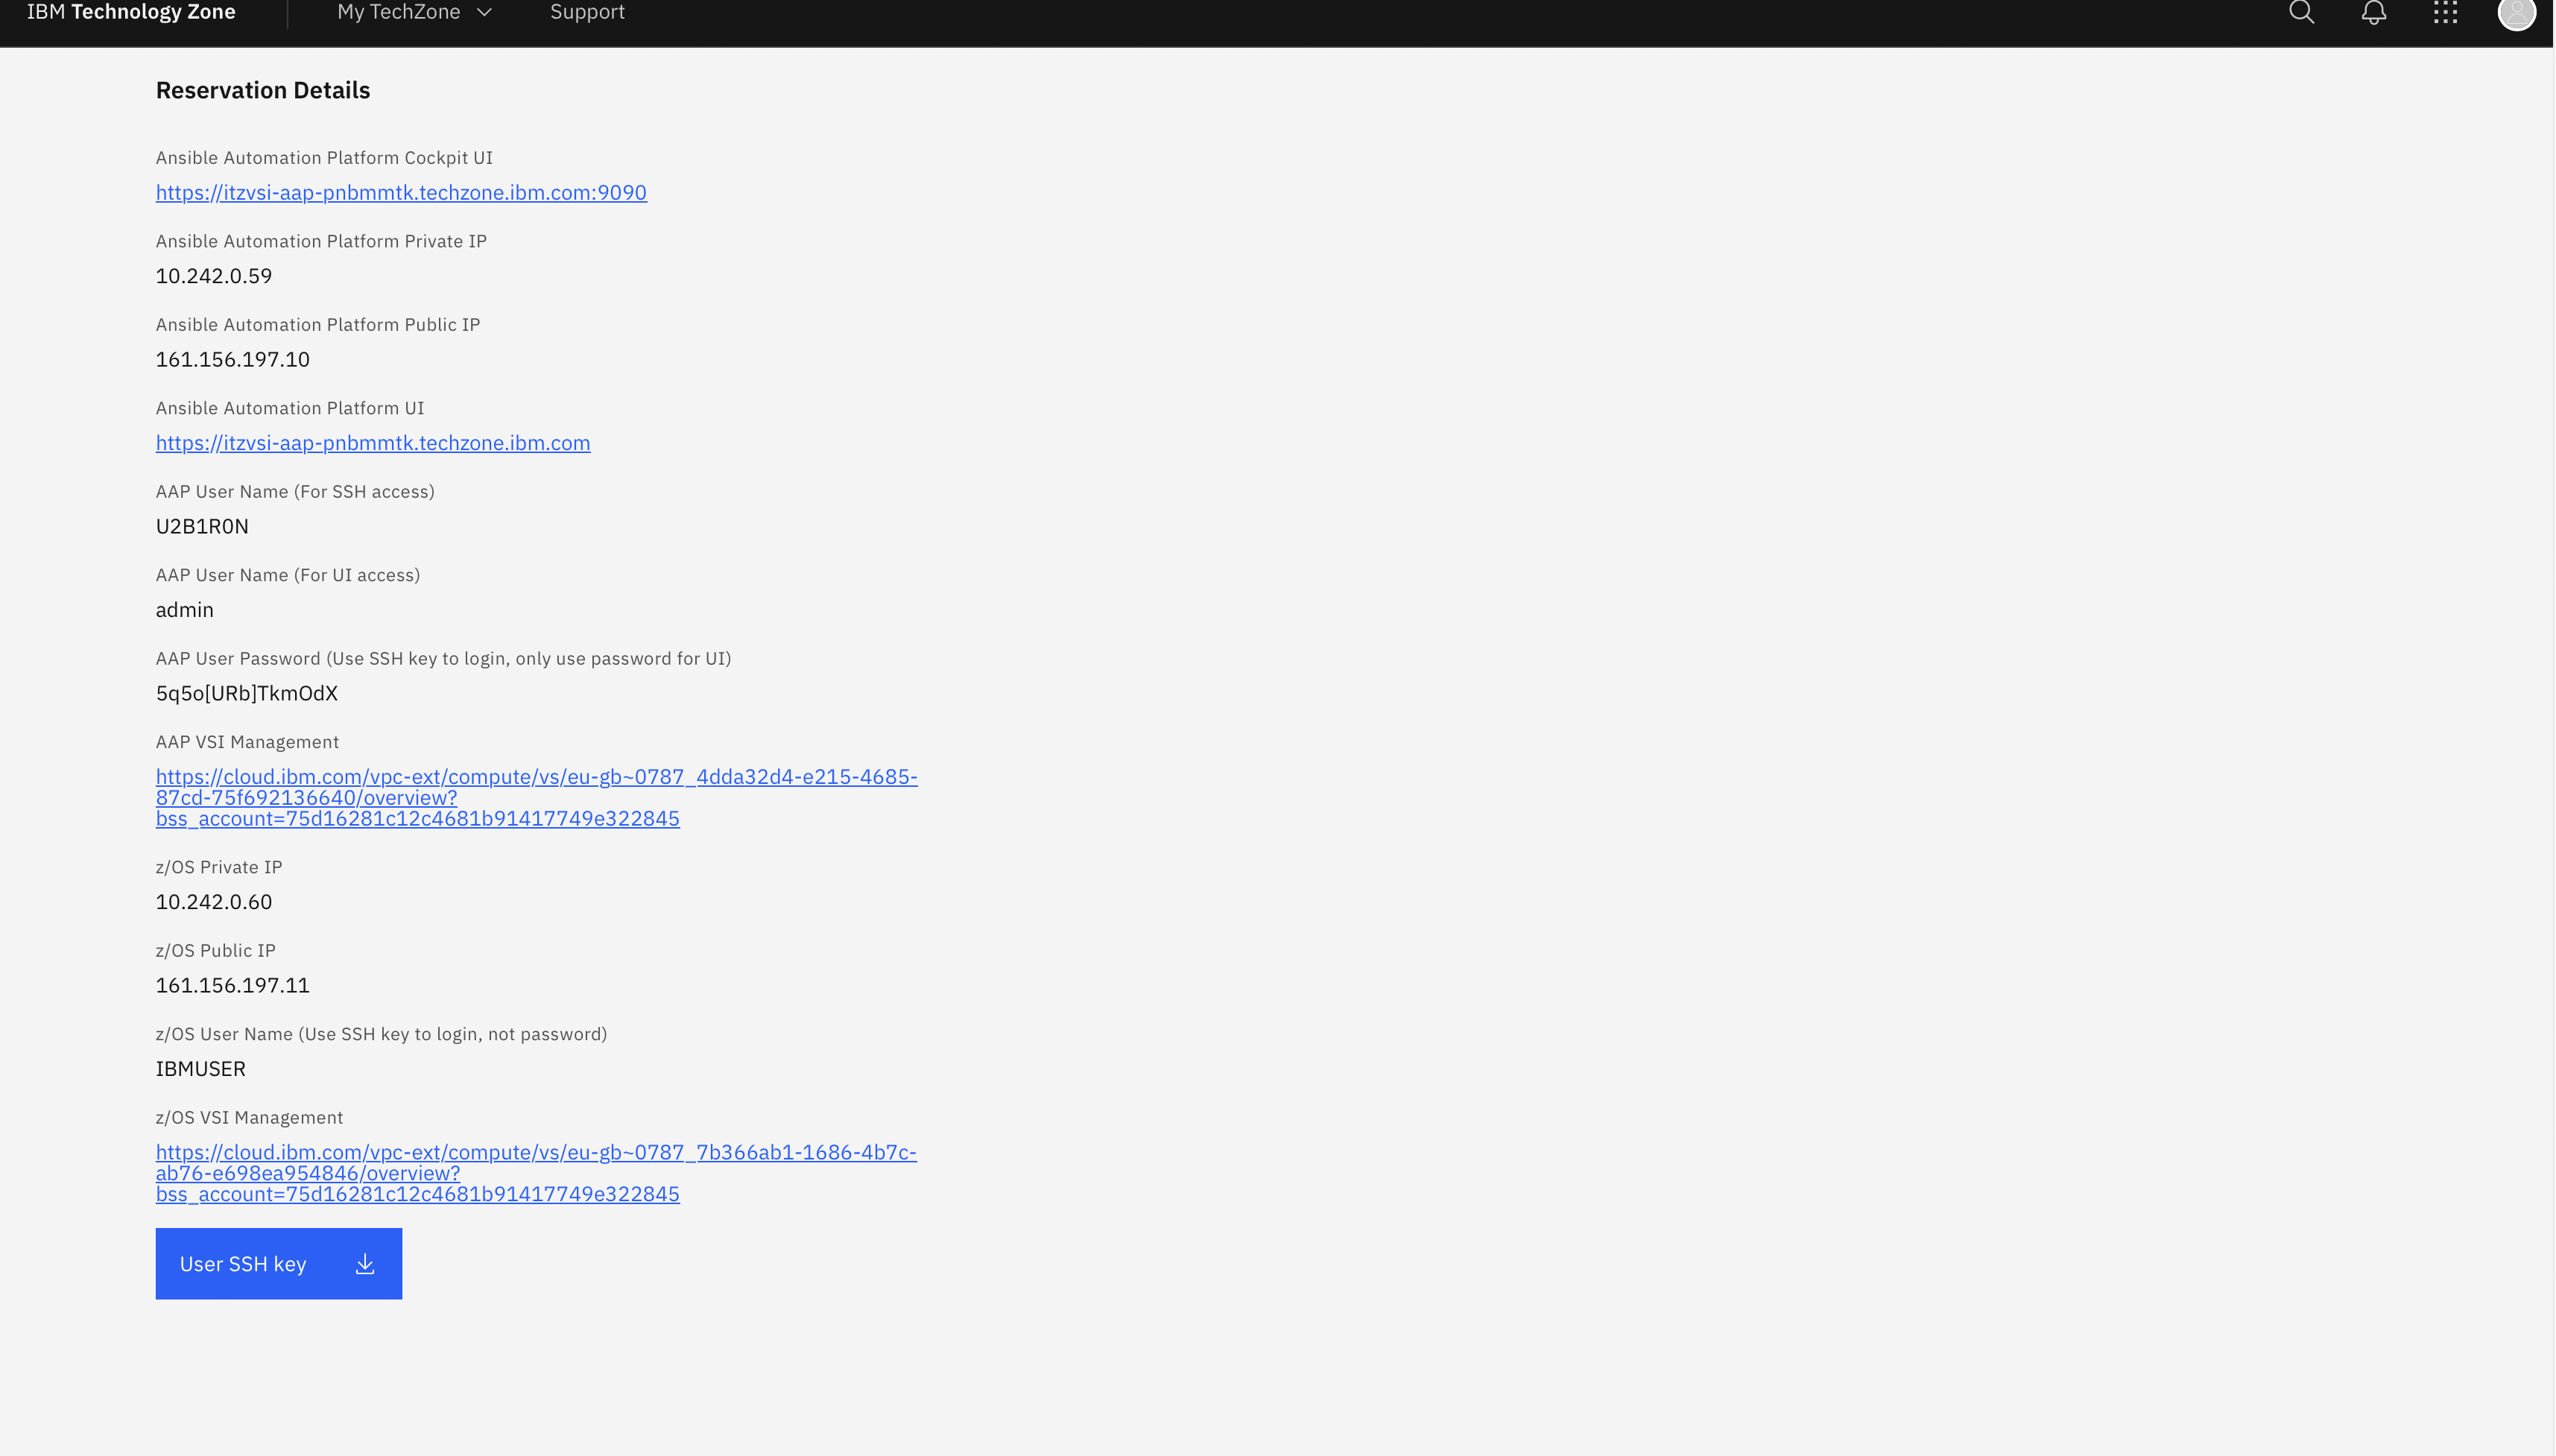 IBM Technology Zone
My TechZone
Support
Reservation Details
Ansible Automation Platform Cockpit UI
https://itzvsi-aap-pnbmmtk.techzone.ibm.com:9090
Ansible Automation Platform Private IP
10.242.0.59
Ansible Automation Platform Public IP
161.156.197.10
Ansible Automation Platform UI
https://itzvsi-aap-pnbmmtk.techzone.ibm.com
AAP User Name (For SSH access)
U2B1R0N
AAP User Name (For UI access)
admin
AAP User Password (Use SSH key to login, only use password for UI)
5q5o[URb]TkmOdX
AAP VSI Management
https://cloud.ibm.com/vpc-ext/compute/vs/eu-gb~0787_4dda32d4-e215-4685-
87cd-75f692136640/overview?
bss_account=75d16281c12c4681b91417749e322845
z/OS Private IP
10.242.0.60
z/OS Public IP
161.156.197.11
z/OS User Name (Use SSH key to login, not password)
IBMUSER
z/OS VSI Management
https://cloud.ibm.com/vpc-ext/compute/vs/eu-gb~0787_7b366ab1-1686-4b7c-
ab76-e698ea954846/overview?
bss_account=75d16281c12c4681b91417749e322845
User SSH key